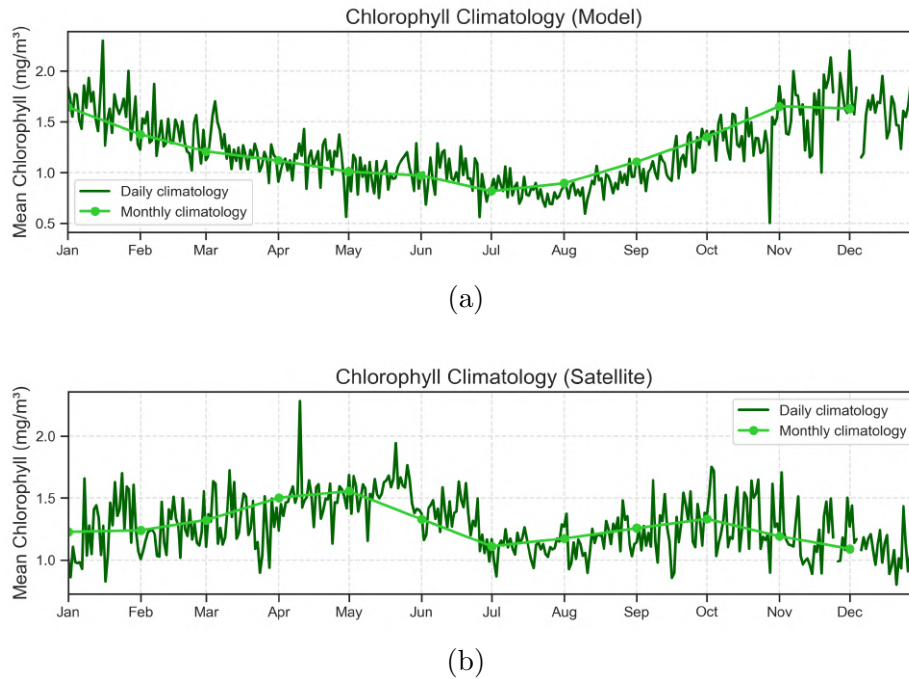 Chlorophyll Climatology (Model)
Mean Chlorophyll (mg/m³)
2.0
1.5
1.0
0.5
Daily climatology
Monthly climatology
Jan Feb Mar Apr May Jun Jul Aug Sep Oct Nov Dec
(a)
Chlorophyll Climatology (Satellite)
Mean Chlorophyll (mg/m³)
2.0
1.5
1.0
Daily climatology
Monthly climatology
Jan Feb Mar Apr May Jun Jul Aug Sep Oct Nov Dec
(b)